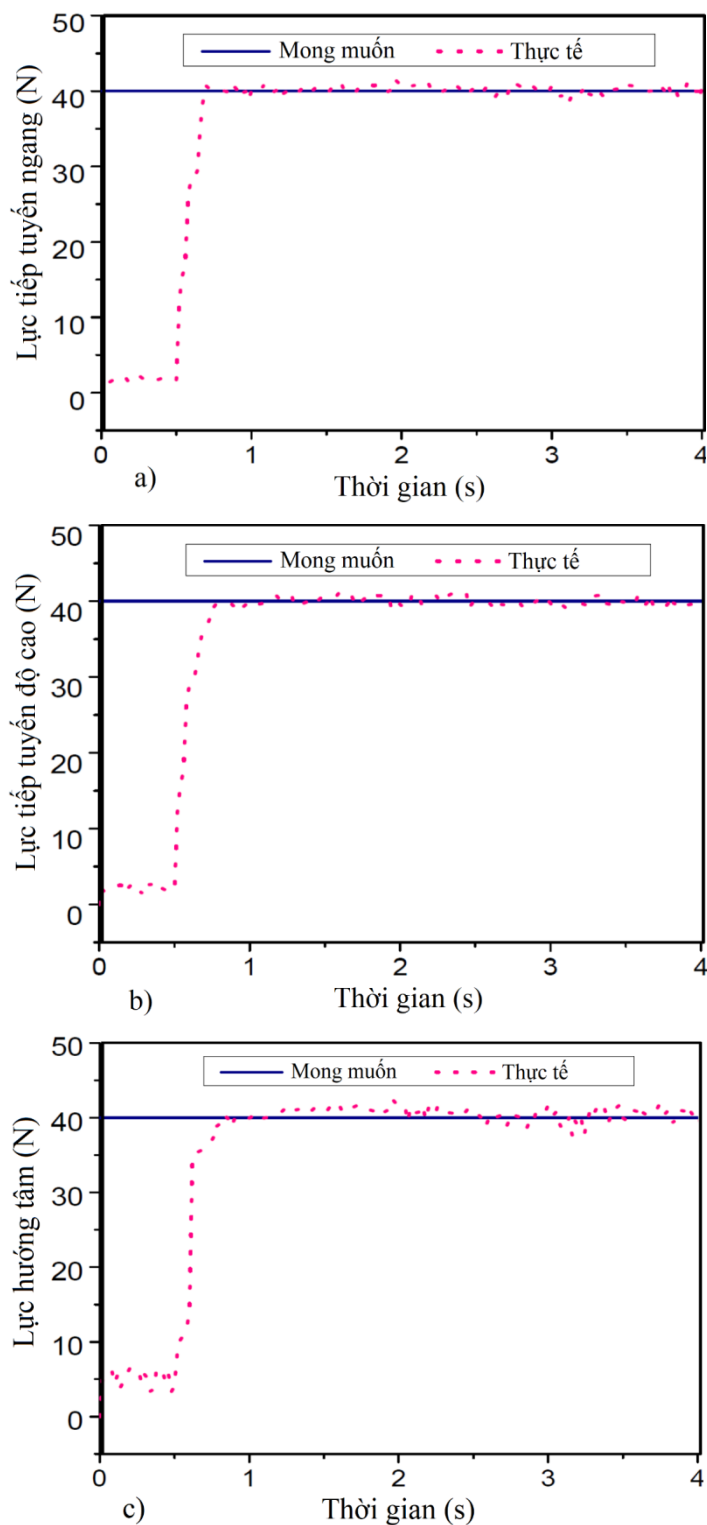 50
Mong muốn Thực tế
40
30
20
10
0
Lực tiếp tuyến ngang (N)
0 1 2 3 4
a) Thời gian (s)
50
Mong muốn Thực tế
40
30
20
10
0
Lực tiếp tuyến độ cao (N)
0 1 2 3 4
b) Thời gian (s)
50
Mong muốn Thực tế
40
30
20
10
0
Lực hướng tâm (N)
0 1 2 3 4
c) Thời gian (s)